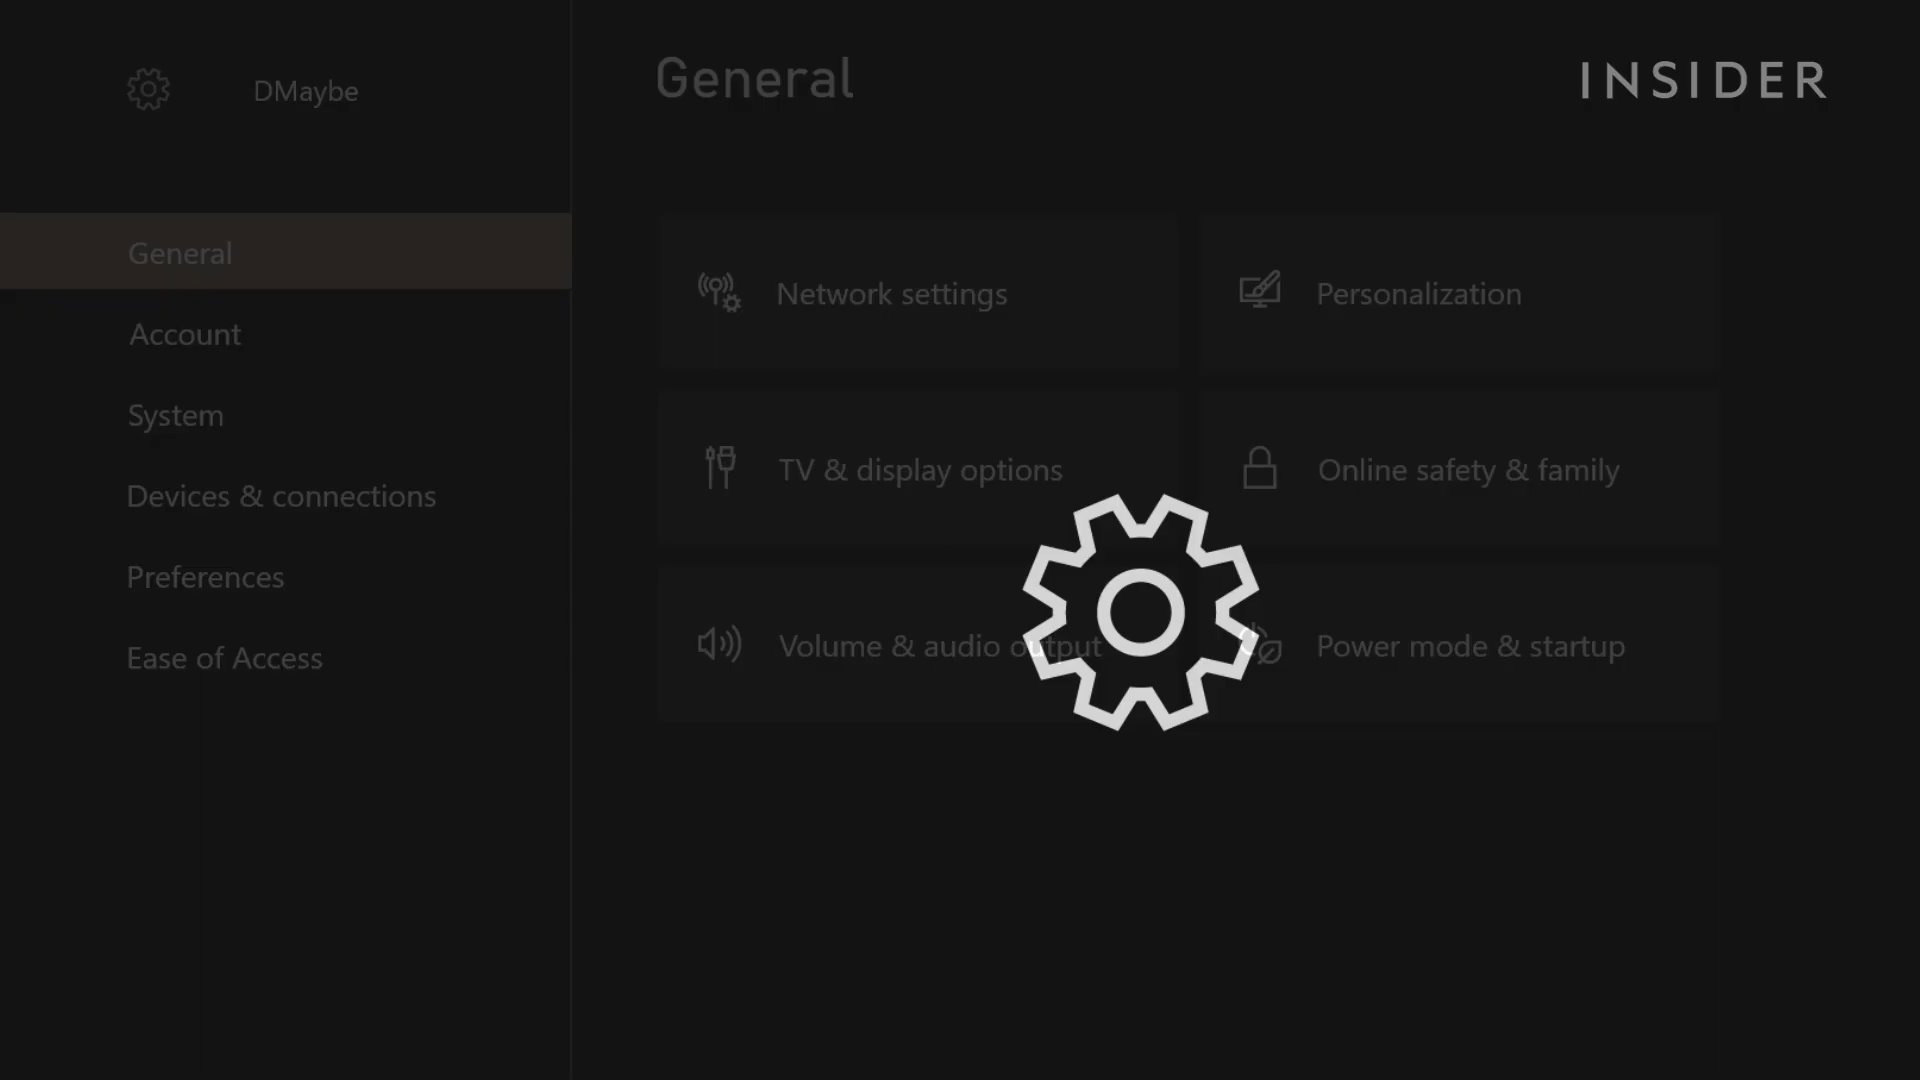 DMaybe
General
Account
System
Devices & connections
Preferences
Ease of Access
General
INSIDER
Network settings
Personalization
TV & display options
Online safety & family
Volume & audio output
Power mode & startup